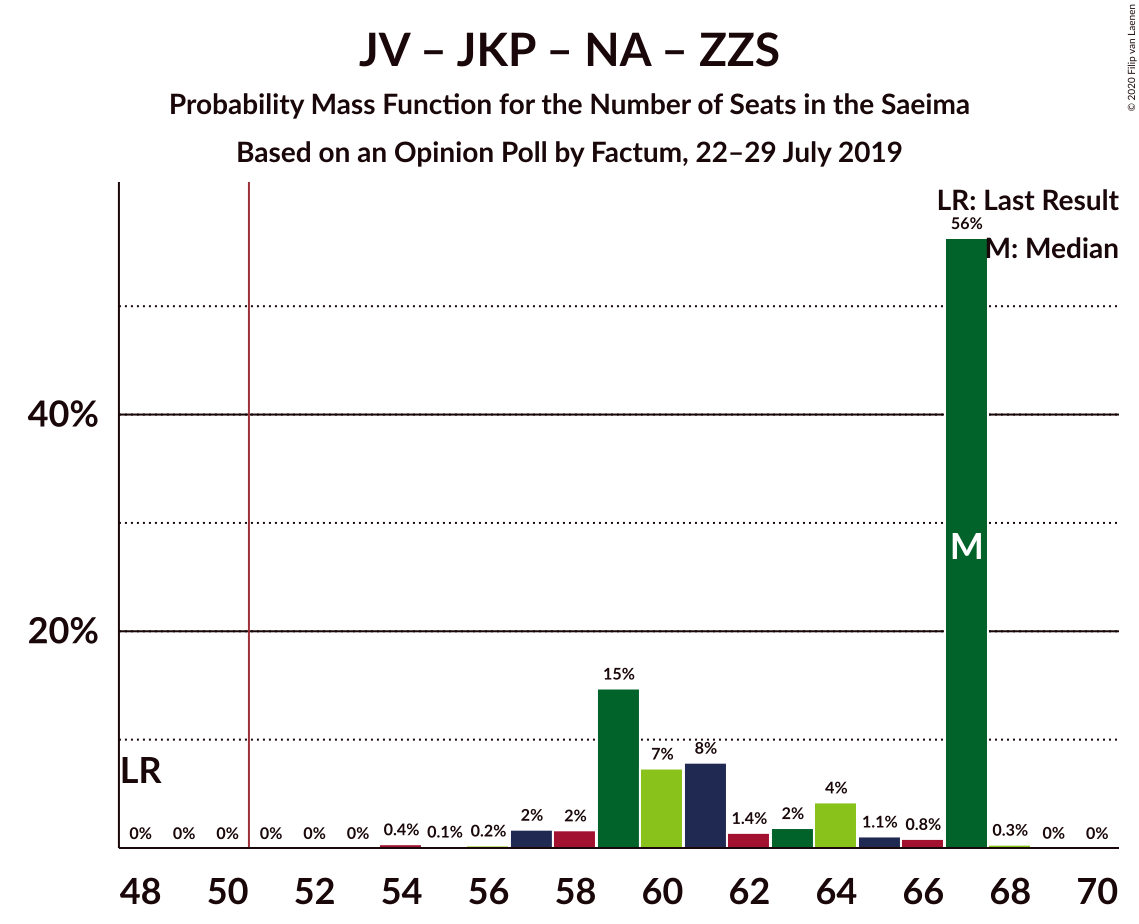 JV – JKP – NA – ZZS
Probability Mass Function for the Number of Seats in the Saeima
Based on an Opinion Poll by Factum, 22–29 July 2019
© 2020 Filip van Laenen
LR: Last Result
M: Median
56%
40%
M
20%
15%
7%
8%
LR
0%
0%
0%
0%
0%
0%
0.4%
0.1%
0.2%
2%
2%
1.4%
2%
4%
1.1%
0.8%
0.3%
0%
0%
48 50 52 54 56 58 60 62 64 66 68 70